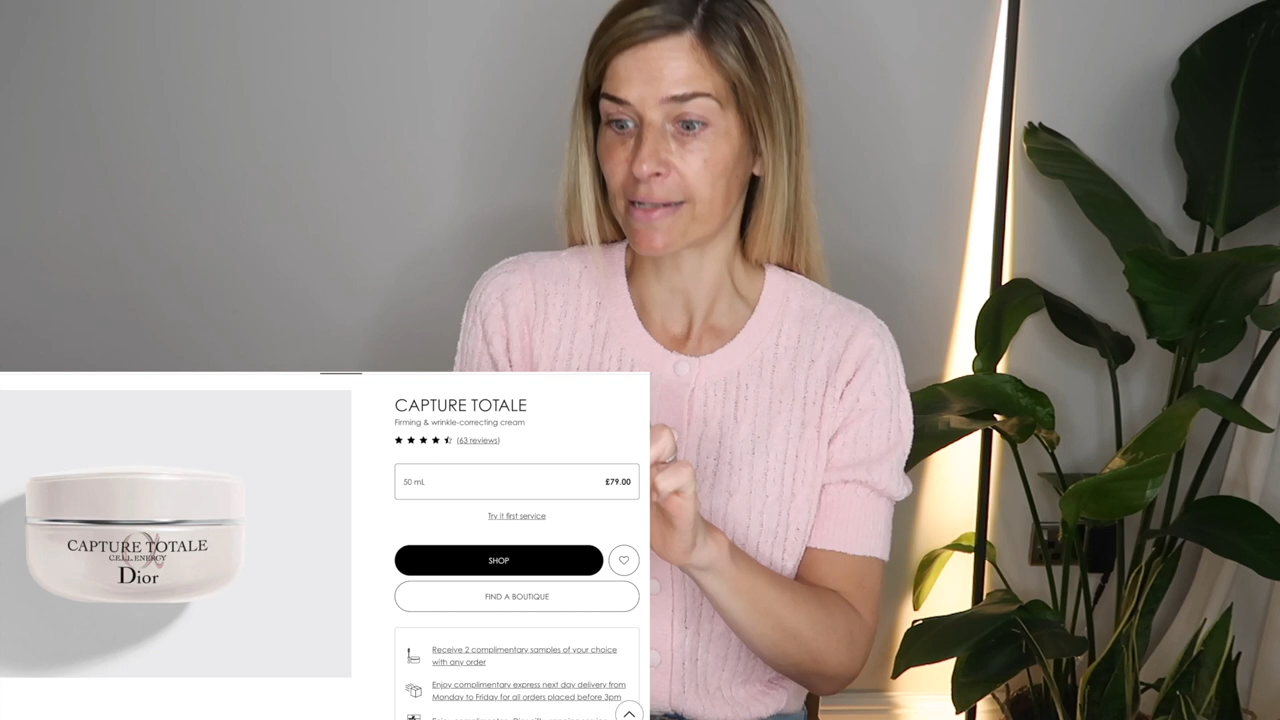 CAPTURE TOTALE
C.E.L.L. ENERGY
Dior
CAPTURE TOTALE
Firming & wrinkle-correcting cream
(63 reviews)
50 mL £79.00
Try it first service
SHOP
FIND A BOUTIQUE
Receive 2 complimentary samples of your choice
with any order
Enjoy complimentary express next day delivery from
Monday to Friday for all orders placed before 3pm